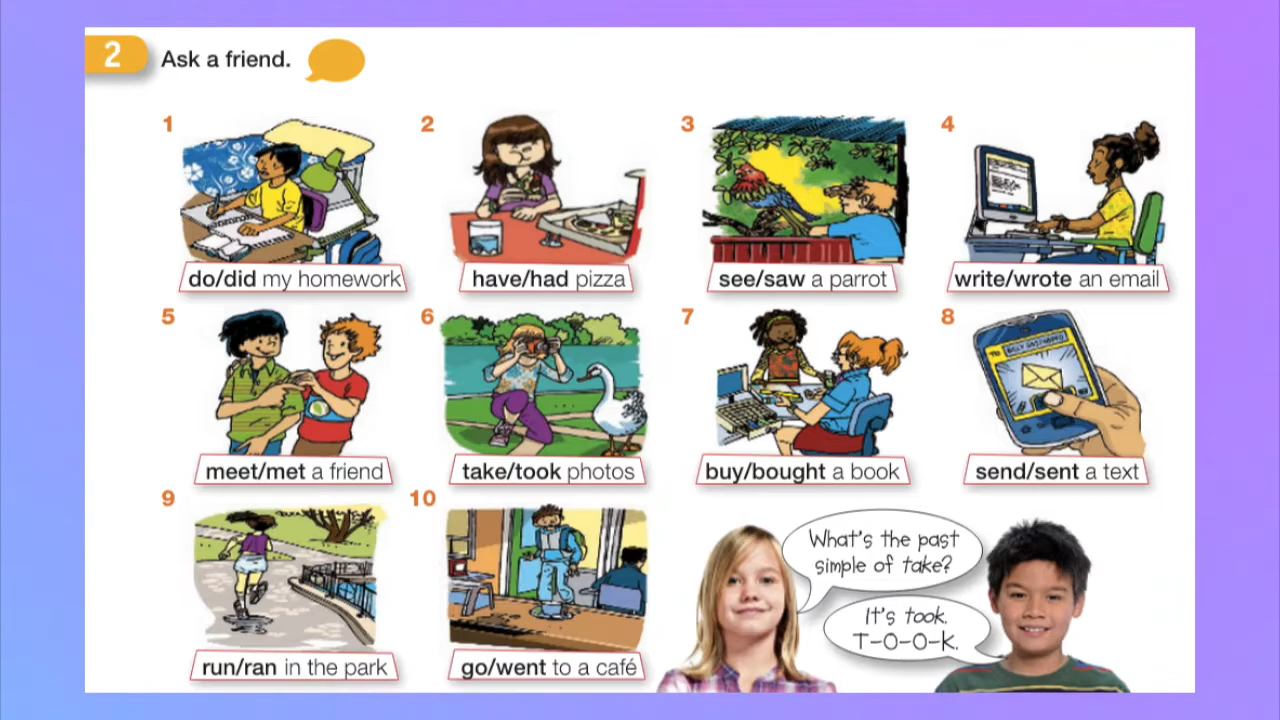 2 Ask a friend.
1
do/did my homework
2
have/had pizza
3
see/saw a parrot
4
write/wrote an email
5
meet/met a friend
6
take/took photos
7
buy/bought a book
8
send/sent a text
9
run/ran in the park
10
go/went to a café
What's the past
simple of take?
It's took.
T-O-O-K.